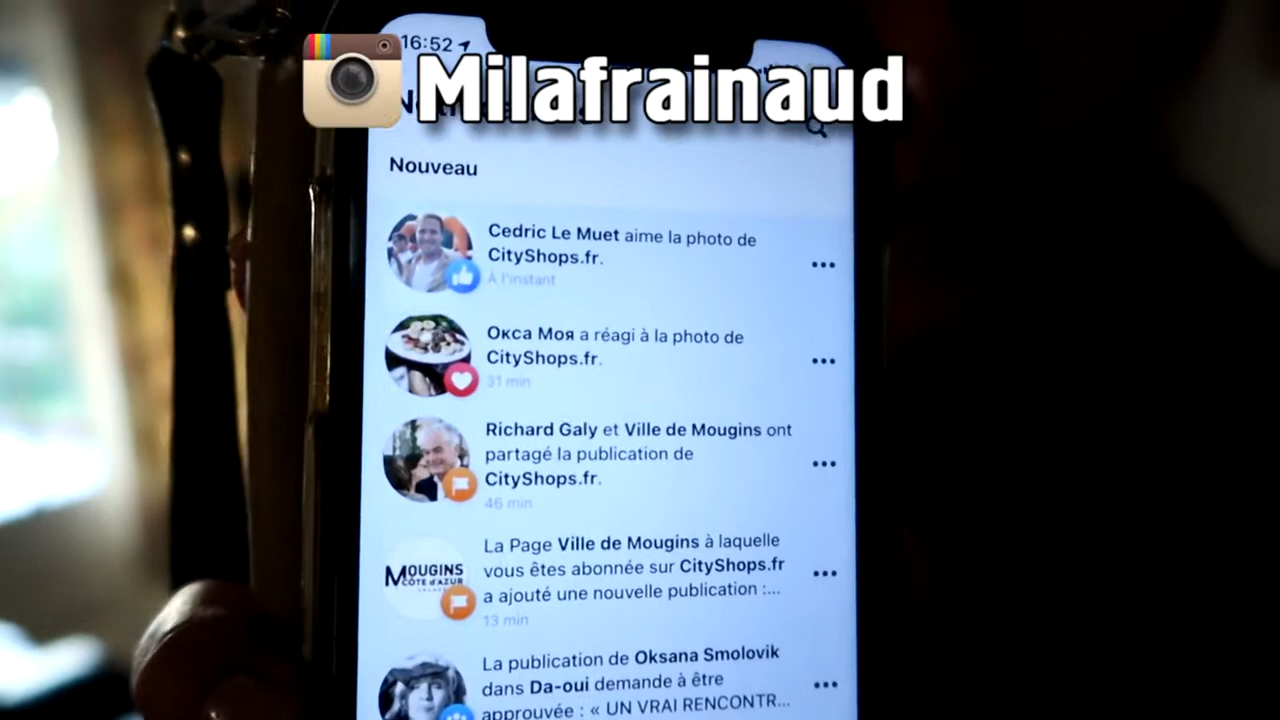 16:52
Milafrainaud
Nouveau
Cedric Le Muet aime la photo de
CityShops.fr.
À l'instant
Окса Моя a réagi à la photo de
CityShops.fr.
31 min
Richard Galy et Ville de Mougins ont
partagé la publication de
CityShops.fr.
46 min
MOUGINS
CÔTE d'AZUR
La Page Ville de Mougins à laquelle
vous êtes abonnée sur CityShops.fr
a ajouté une nouvelle publication :...
13 min
La publication de Oksana Smolovik
dans Da-oui demande à être
approuvée : « UN VRAI RENCONTR...